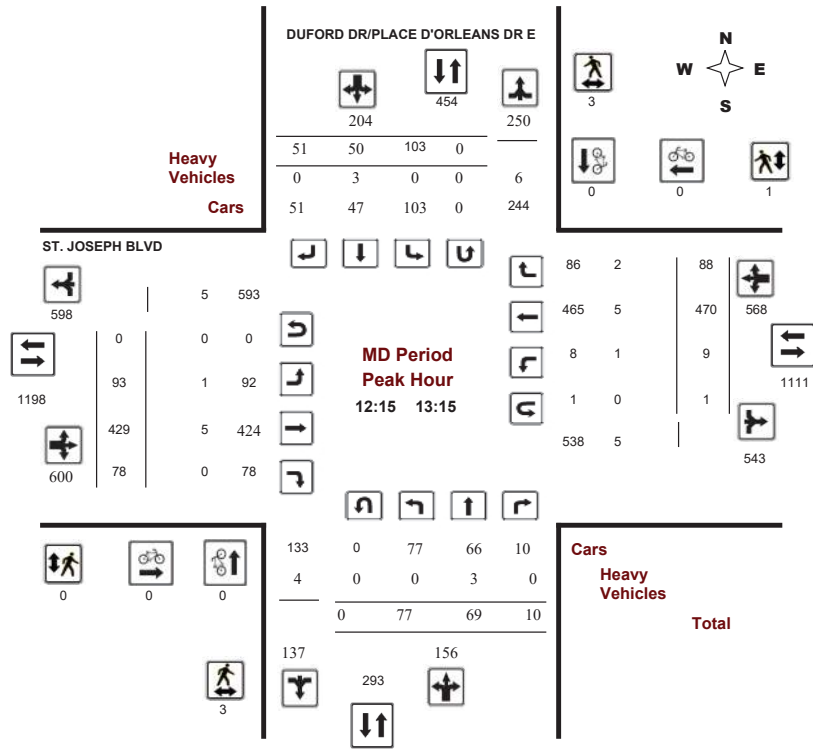 DUFORD DR/PLACE D'ORLEANS DR E
N
W E
S
454
3
204
250
51 50 103 0
Heavy
Vehicles
0 3 0 0 6
0 0 1
Cars
51 47 103 0 244
ST. JOSEPH BLVD
86 2 88
598
5 593
465 5 470 568
0 0 0
MD Period
Peak Hour
12:15 13:15
8 1 9
1111
1198
93 1 92
1 0 1
429 5 424
538 5
543
600
78 0 78
133 0 77 66 10
Cars
4 0 0 3 0
Heavy
Vehicles
0 0 0
0 77 69 10
Total
137 156
293
3